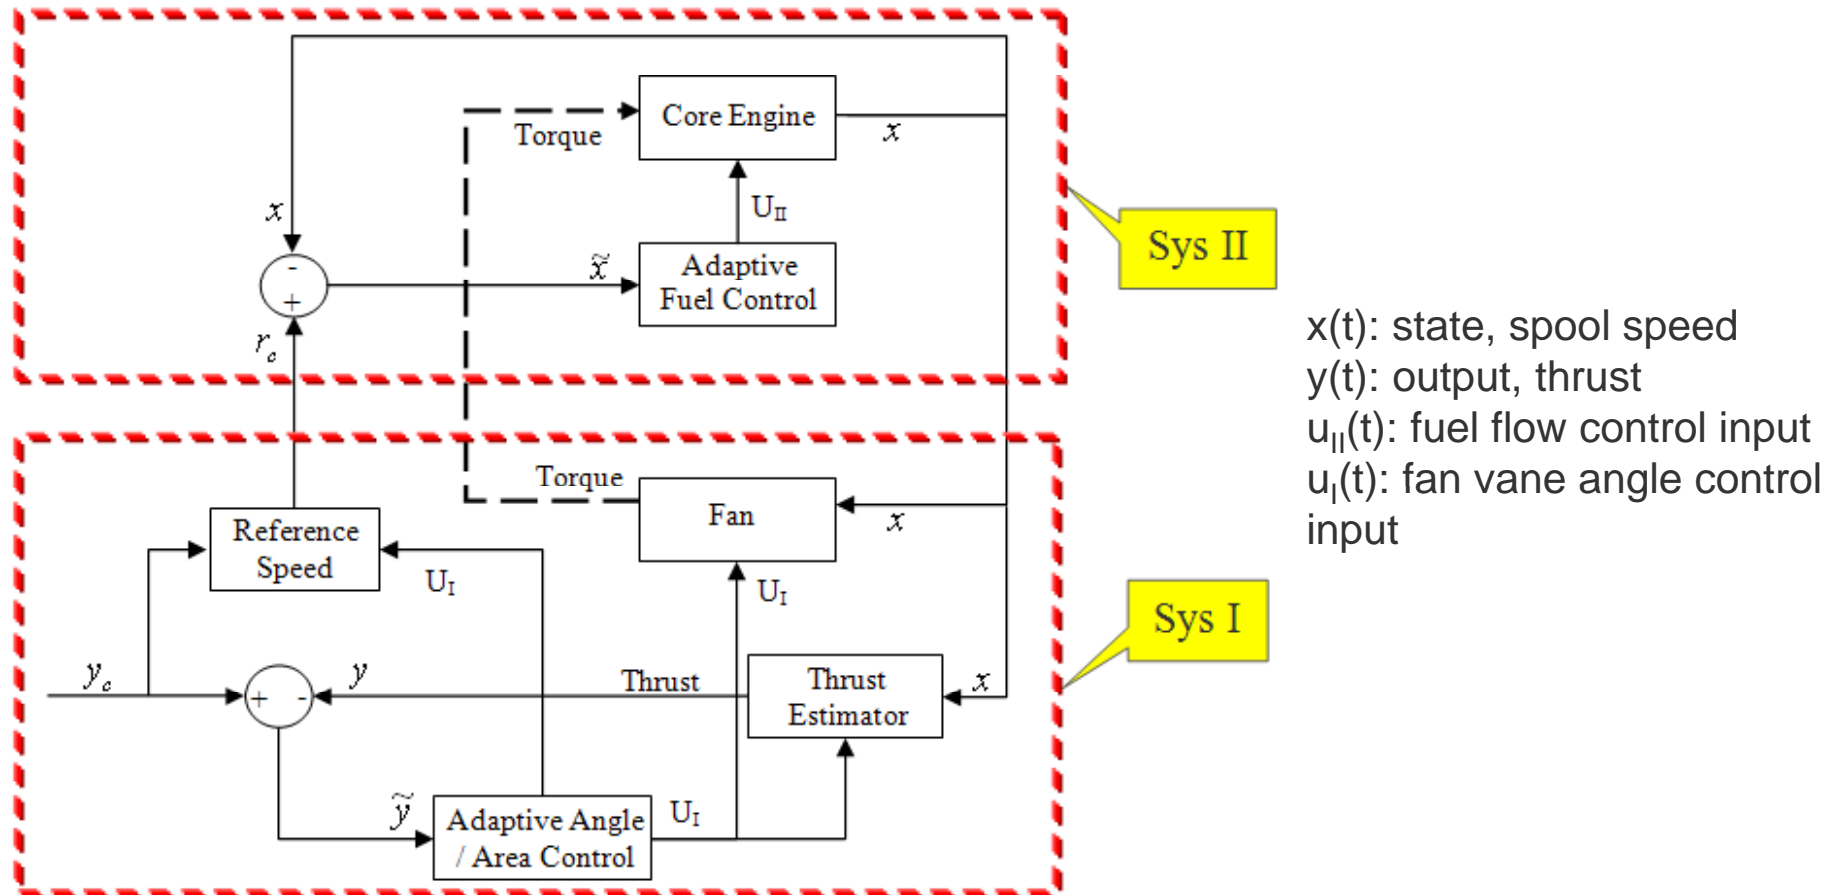 Core Engine
Torque
x
x
U_II
-
+
x̃
Adaptive
Fuel Control
Sys II
r_c
x(t): state, spool speed
y(t): output, thrust
u_II(t): fuel flow control input
u_I(t): fan vane angle control
input
Torque
Fan
x
Reference
Speed
U_I
U_I
Sys I
y_c
+
-
y
Thrust
Thrust
Estimator
x
ỹ
Adaptive Angle
/ Area Control
U_I